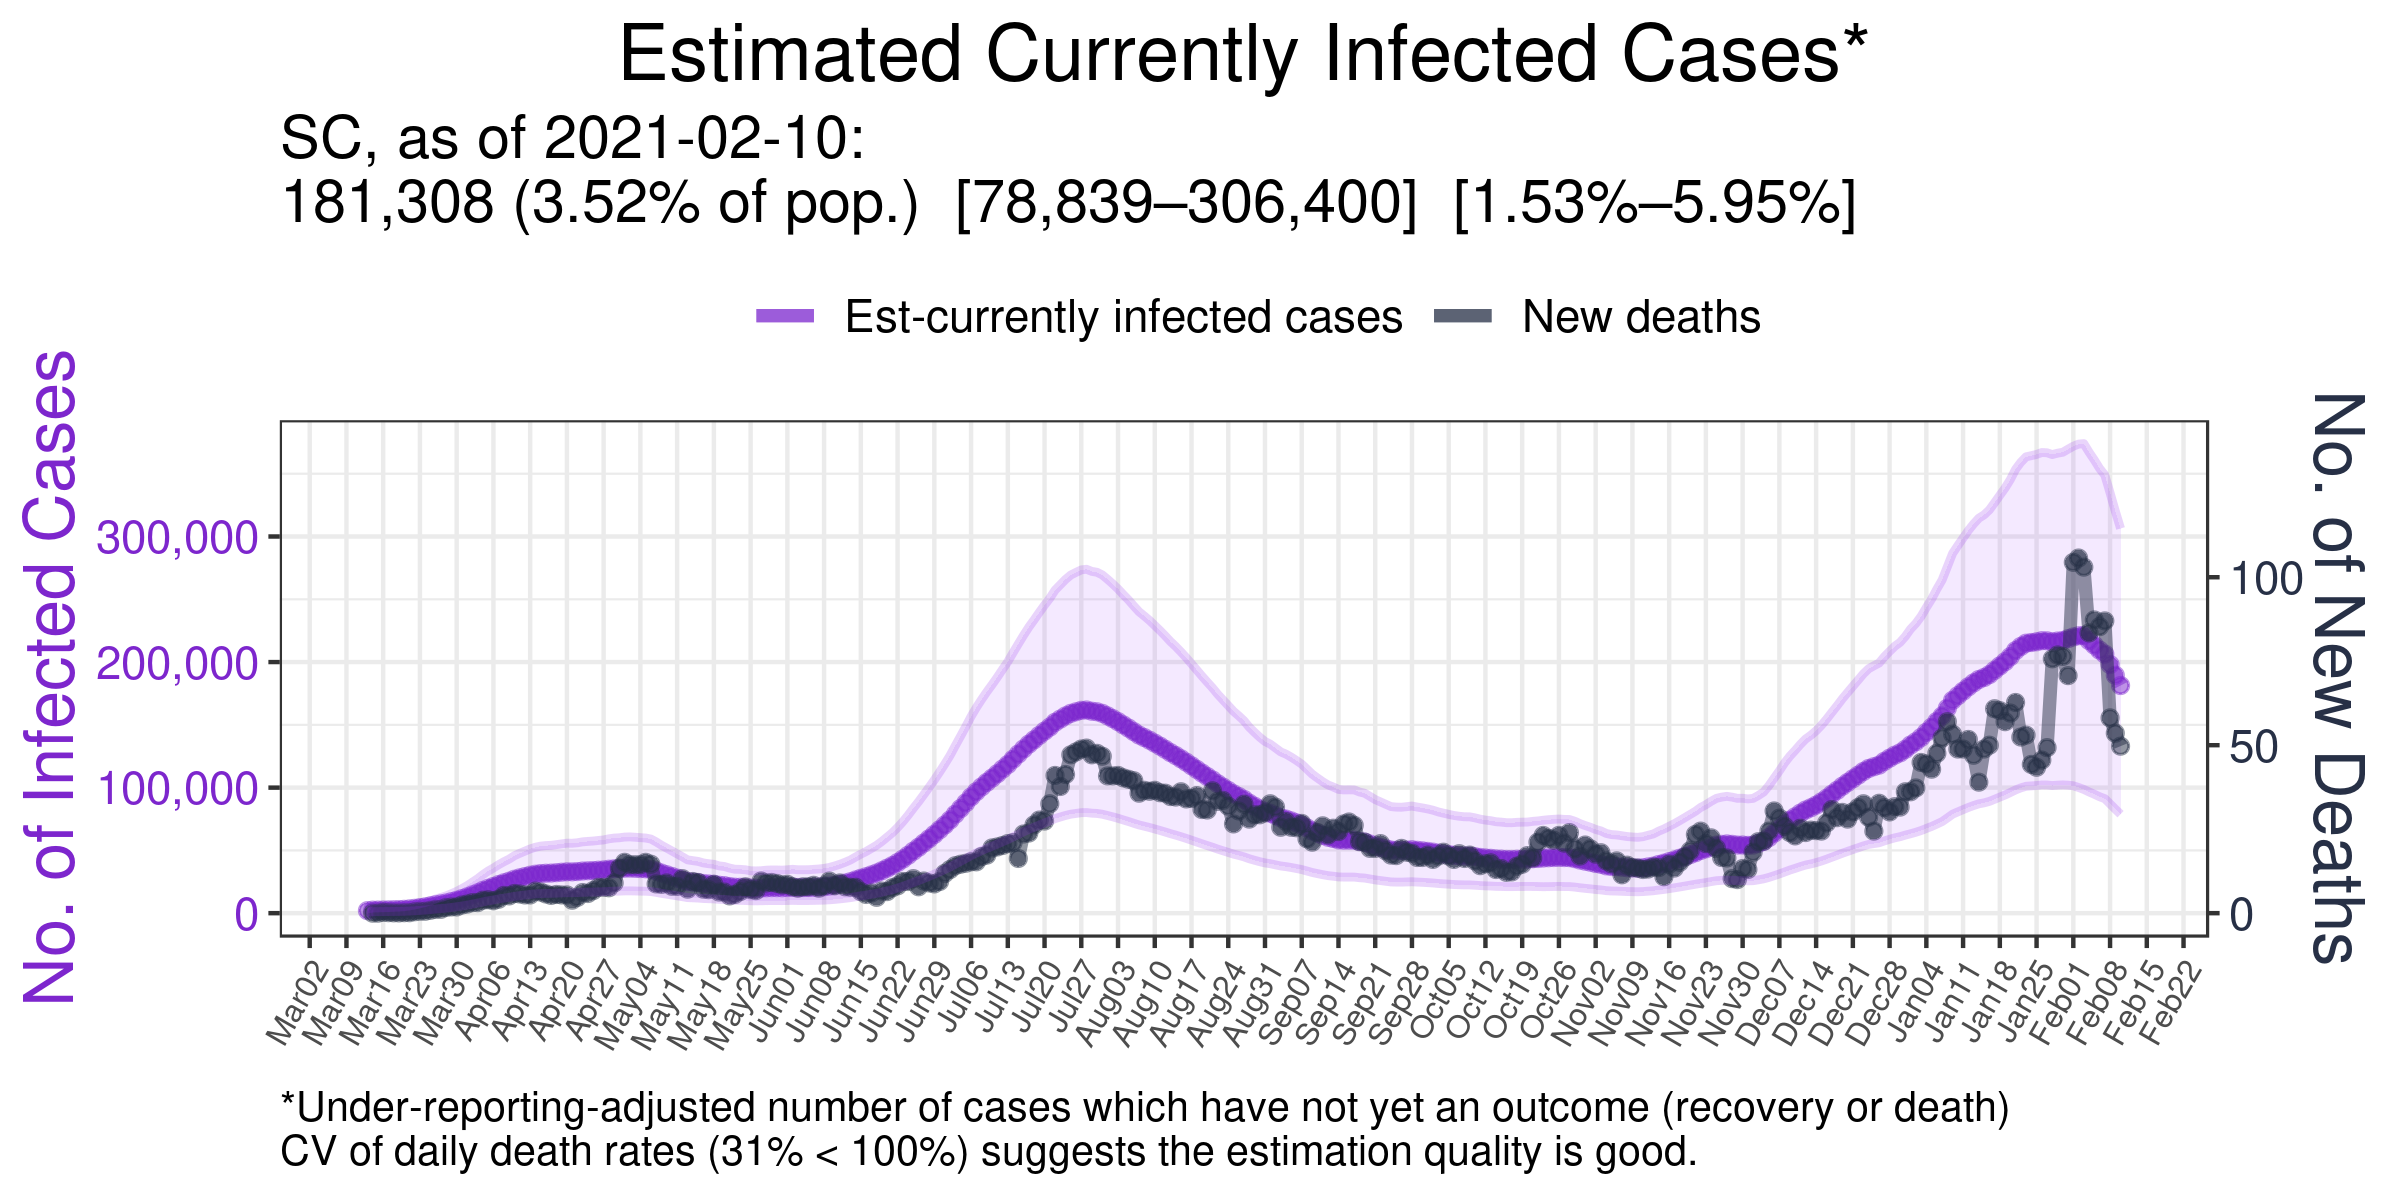 Estimated Currently Infected Cases*
SC, as of 2021-02-10:
181,308 (3.52% of pop.)  [78,839–306,400]  [1.53%–5.95%]
Est-currently infected cases
New deaths
No. of Infected Cases
300,000
200,000
100,000
0
100
50
0
No. of New Deaths
Mar02
Mar09
Mar16
Mar23
Mar30
Apr06
Apr13
Apr20
Apr27
May04
May11
May18
May25
Jun01
Jun08
Jun15
Jun22
Jun29
Jul06
Jul13
Jul20
Jul27
Aug03
Aug10
Aug17
Aug24
Aug31
Sep07
Sep14
Sep21
Sep28
Oct05
Oct12
Oct19
Oct26
Nov02
Nov09
Nov16
Nov23
Nov30
Dec07
Dec14
Dec21
Dec28
Jan04
Jan11
Jan18
Jan25
Feb01
Feb08
Feb15
Feb22
*Under-reporting-adjusted number of cases which have not yet an outcome (recovery or death)
CV of daily death rates (31% < 100%) suggests the estimation quality is good.